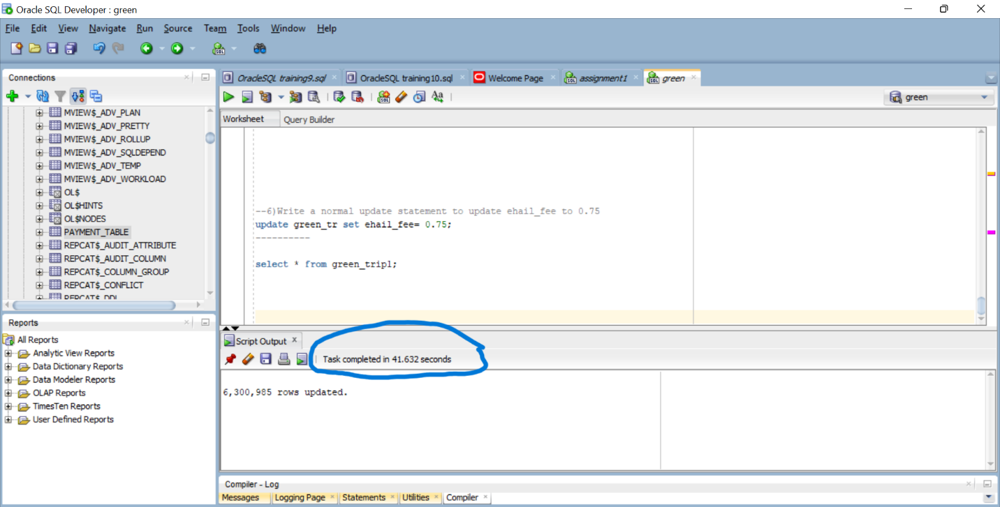 Oracle SQL Developer : green
File Edit View Navigate Run Source Team Tools Window Help
Connections
MVIEW$_ADV_PLAN
MVIEW$_ADV_PRETTY
MVIEW$_ADV_ROLLUP
MVIEW$_ADV_SQLDEPEND
MVIEW$_ADV_TEMP
MVIEW$_ADV_WORKLOAD
OL$
OL$HINTS
OL$NODES
PAYMENT_TABLE
REPCAT$_AUDIT_ATTRIBUTE
REPCAT$_AUDIT_COLUMN
REPCAT$_COLUMN_GROUP
REPCAT$_CONFLICT
REPCAT$_DDL
Reports
All Reports
Analytic View Reports
Data Dictionary Reports
Data Modeler Reports
OLAP Reports
TimesTen Reports
User Defined Reports
OracleSQL training9.sql OracleSQL training10.sql Welcome Page assignment1 green
green
Worksheet Query Builder
--6)Write a normal update statement to update ehail_fee to 0.75
update green_tr set ehail_fee= 0.75;
----------
select * from green_trip1;
Script Output
Task completed in 41.632 seconds
6,300,985 rows updated.
Compiler - Log
Messages Logging Page Statements Utilities Compiler